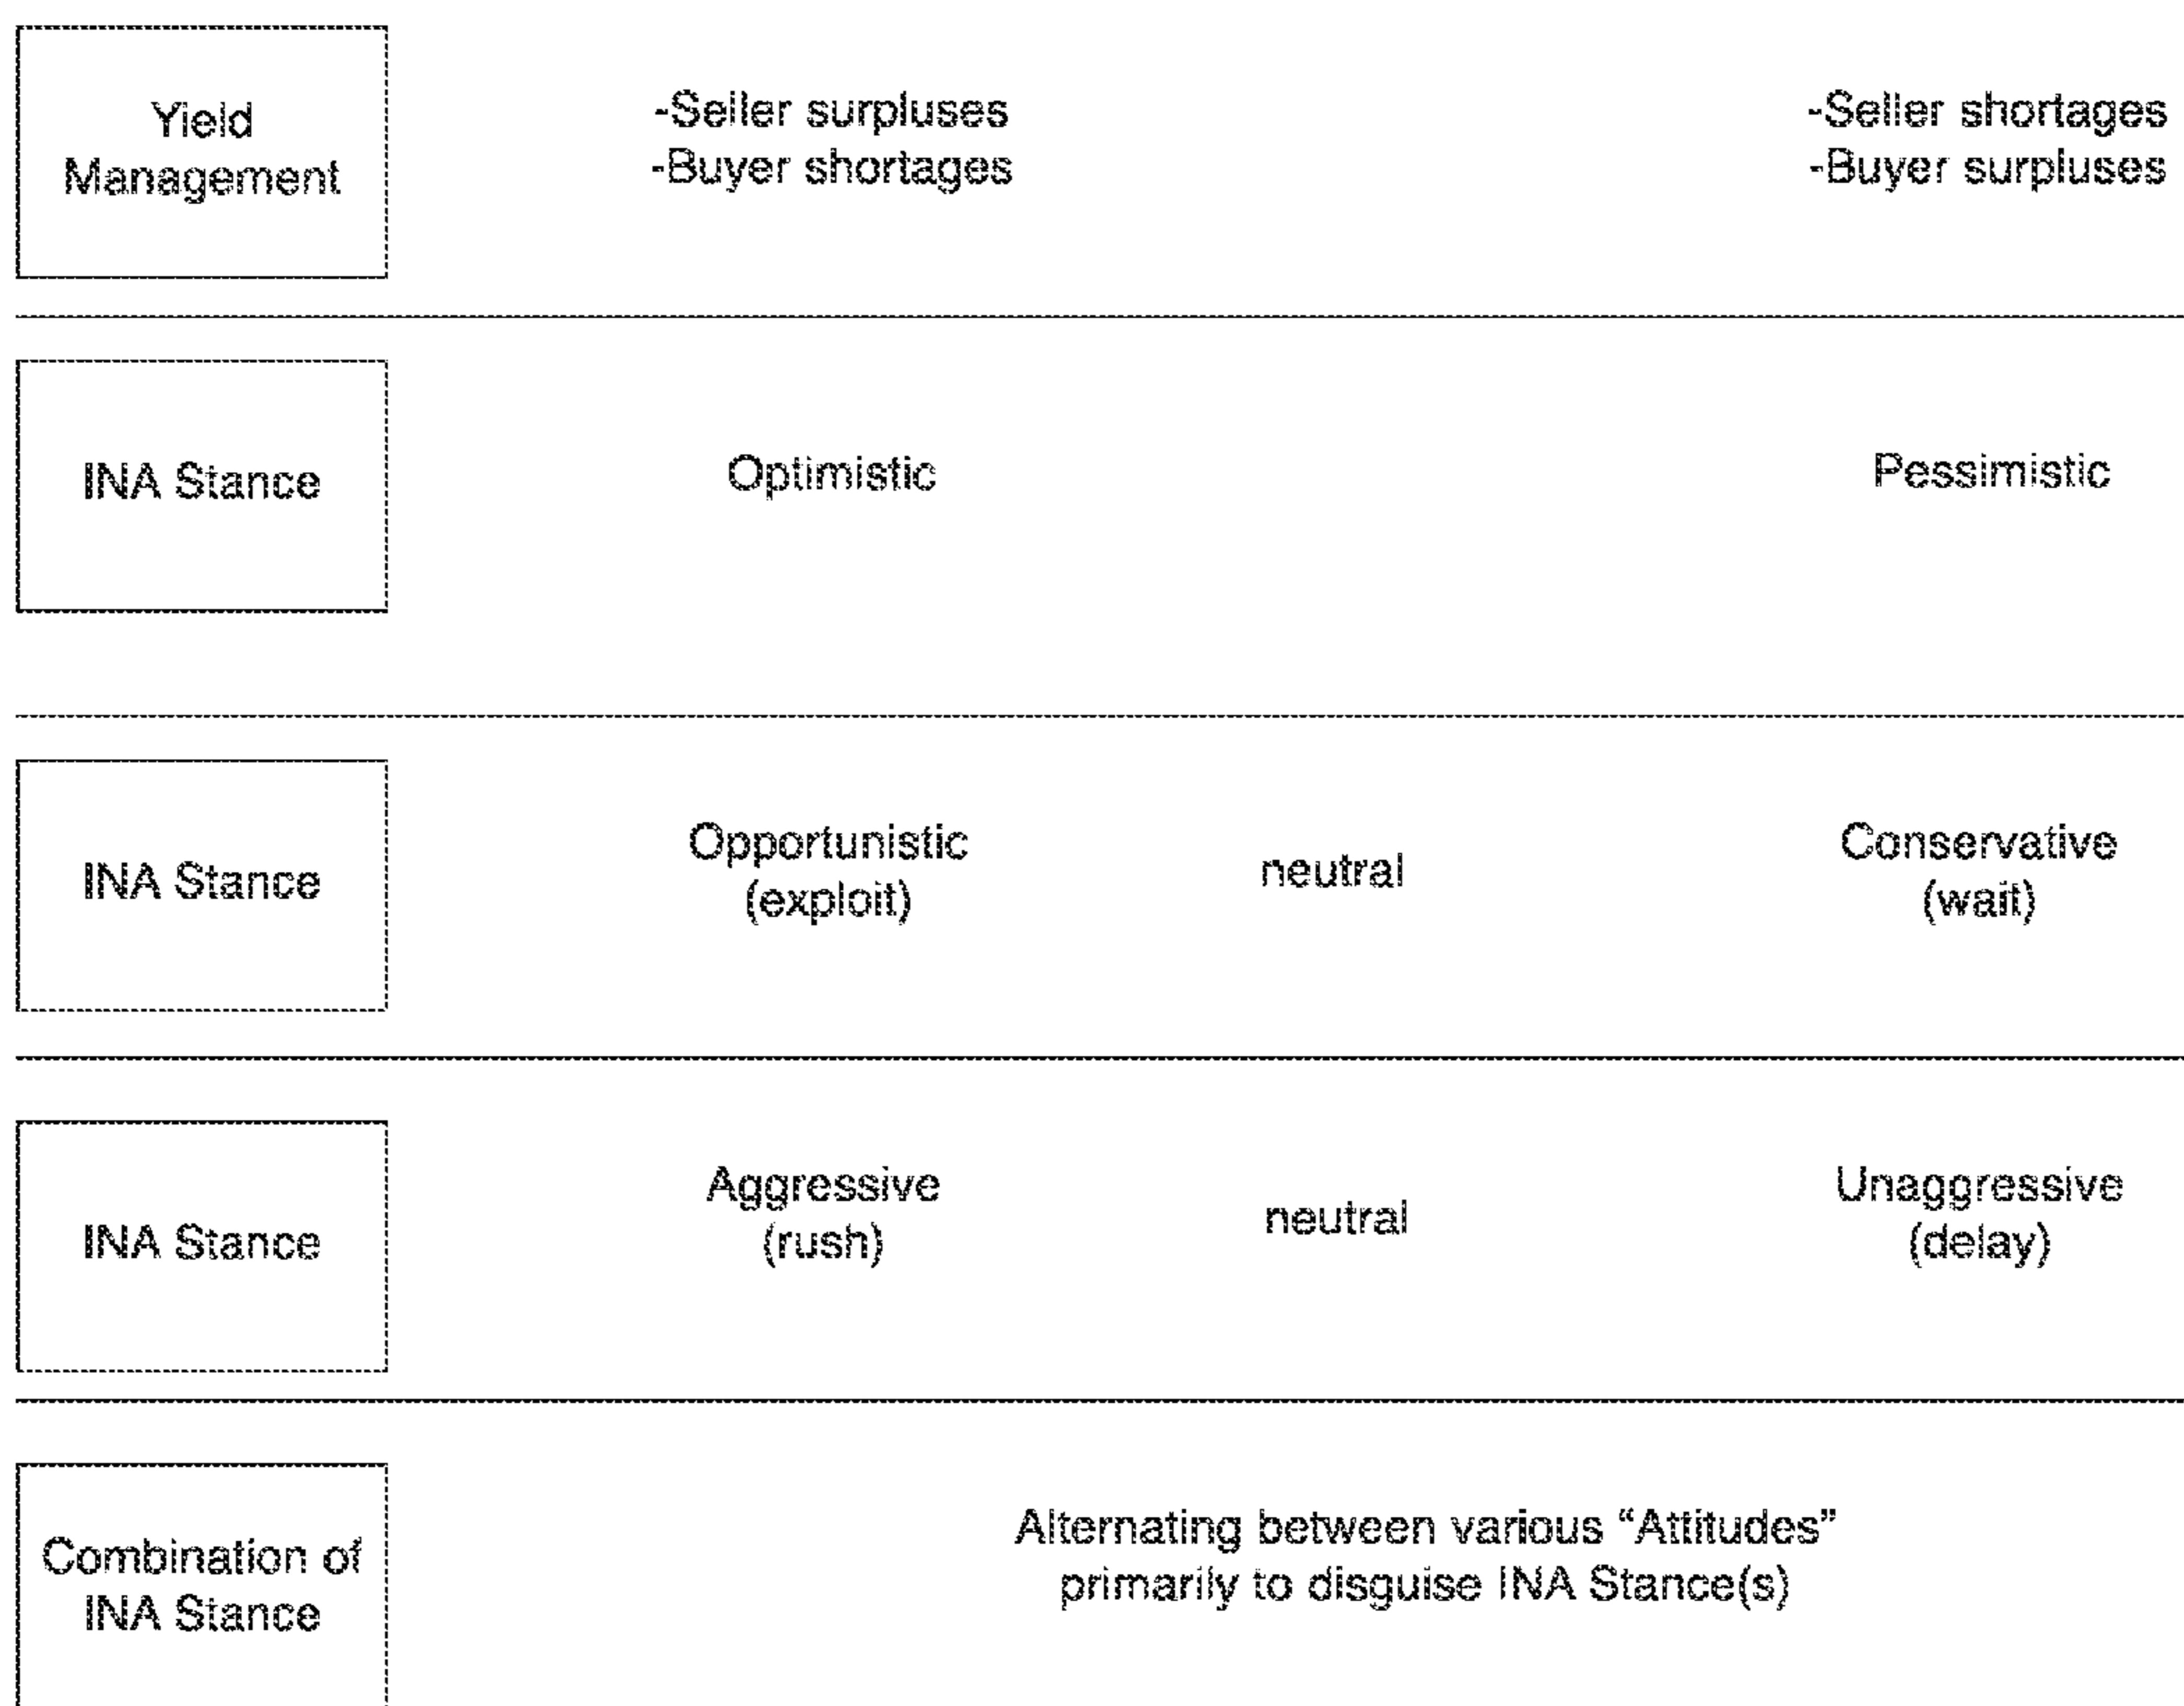 Yield
Management
-Seller surpluses
-Buyer shortages
-Seller shortages
-Buyer surpluses
INA Stance
Optimistic
Pessimistic
INA Stance
Opportunistic
(exploit)
neutral
Conservative
(wait)
INA Stance
Aggressive
(rush)
neutral
Unaggressive
(delay)
Combination of
INA Stance
Alternating between various “Attitudes”
primarily to disguise INA Stance(s)